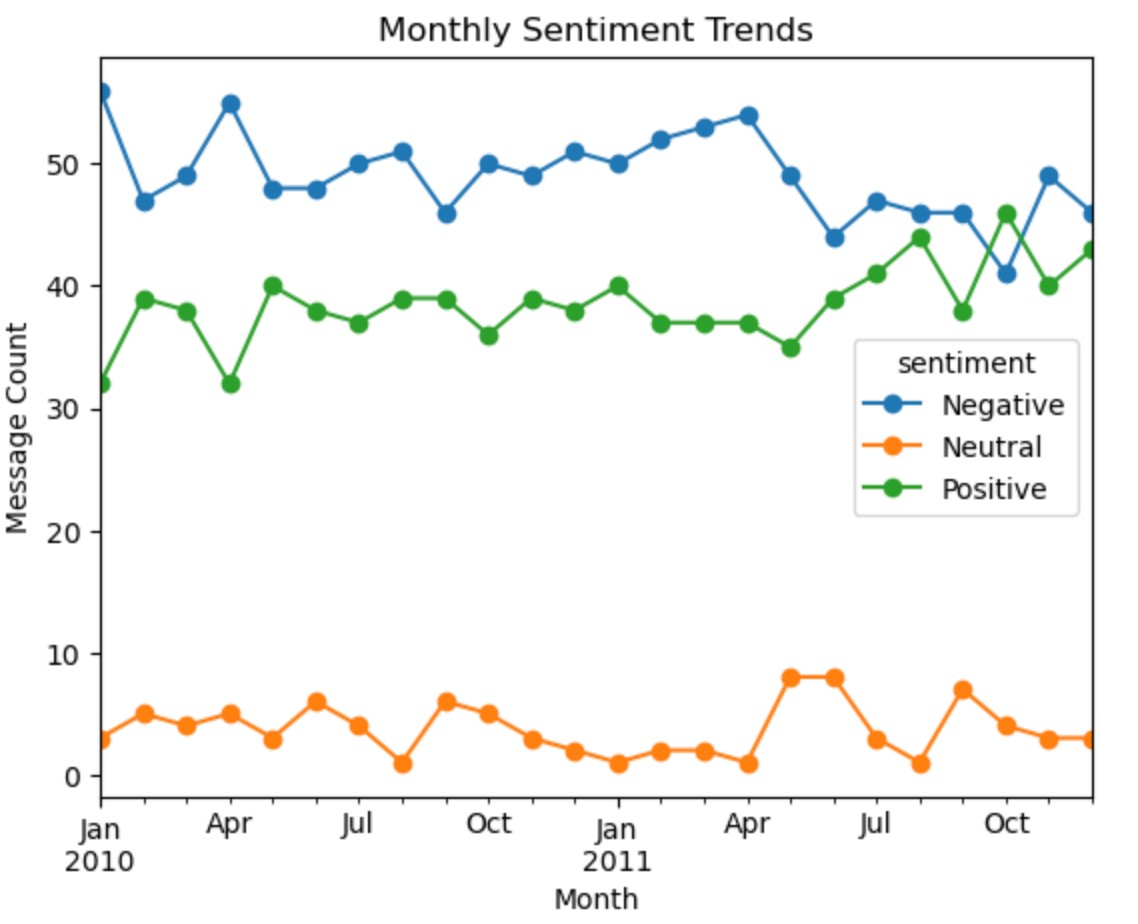 Monthly Sentiment Trends
Message Count
50
40
30
20
10
0
sentiment
Negative
Neutral
Positive
Jan Apr Jul Oct Jan Apr Jul Oct
2010 2011
Month